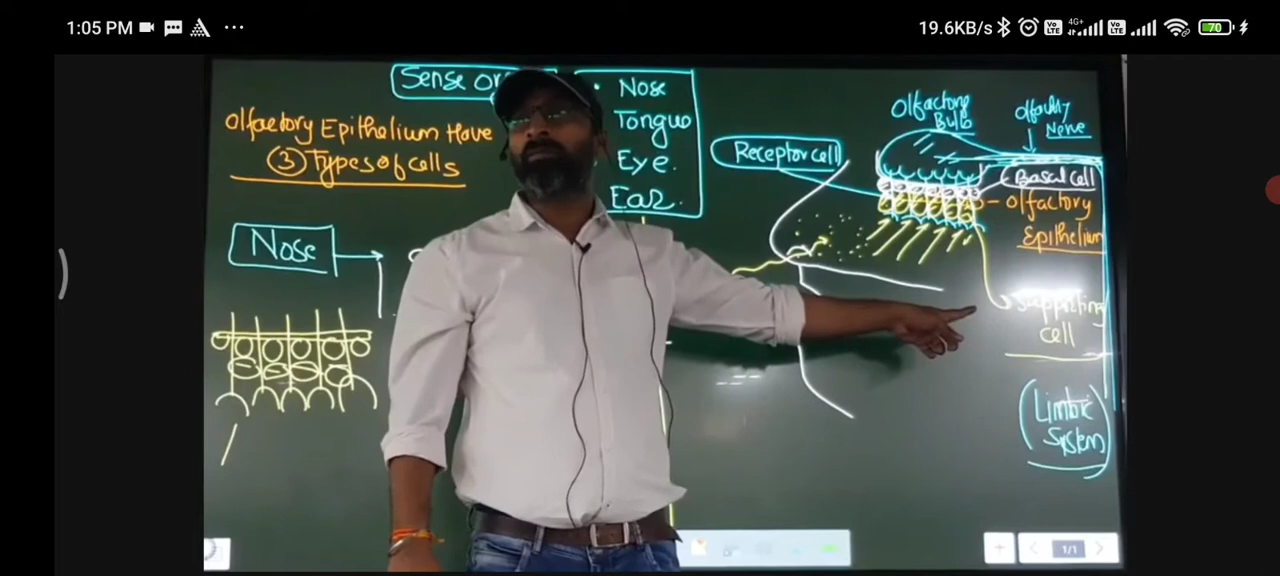 1:05 PM
19.6KB/s
4G+
70
Sense
Nose
Tongue
Eye.
Ear.
Olfactory Epithelium Have
③ Types of cells
Nose
Receptor cell
Olfactory
Bulb
olfactory
Nerve
Basal cell
Olfactory
Epithelium
Supporting
cell
(Limbic
System)
1/1